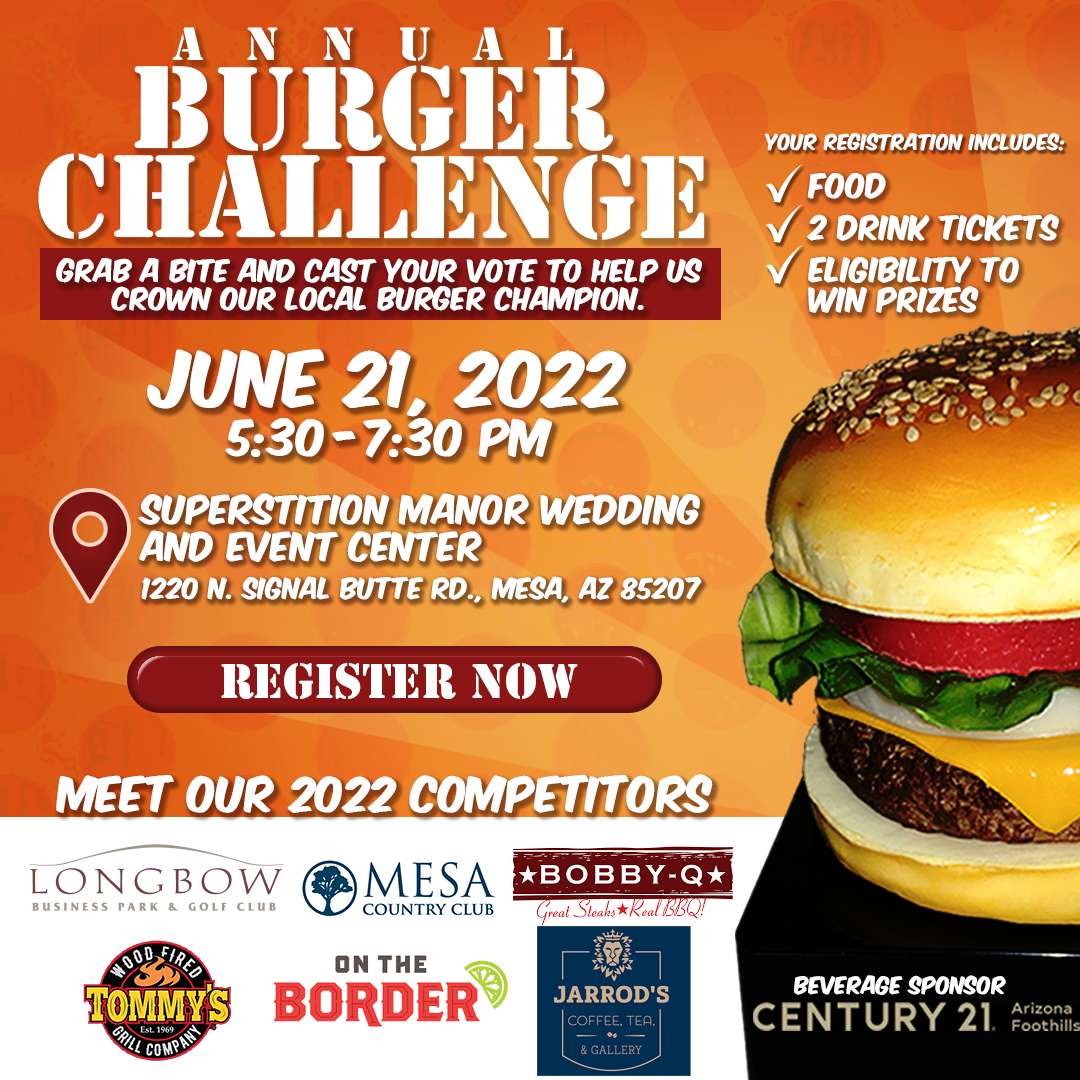 ANNUAL
BURGER
CHALLENGE
GRAB A BITE AND CAST YOUR VOTE TO HELP US
CROWN OUR LOCAL BURGER CHAMPION.
YOUR REGISTRATION INCLUDES:
✓ FOOD
✓ 2 DRINK TICKETS
✓ ELIGIBILITY TO
WIN PRIZES
JUNE 21, 2022
5:30-7:30 PM
SUPERSTITION MANOR WEDDING
AND EVENT CENTER
1220 N. SIGNAL BUTTE RD., MESA, AZ 85207
REGISTER NOW
MEET OUR 2022 COMPETITORS
LONGBOW
BUSINESS PARK & GOLF CLUB
MESA
COUNTRY CLUB
★BOBBY-Q★
Great Steaks★Real BBQ!
WOOD FIRED
TOMMY'S
Est. 1969
GRILL COMPANY
ON THE
BORDER
JARROD'S
COFFEE, TEA,
& GALLERY
BEVERAGE SPONSOR
CENTURY 21.
Arizona
Foothills